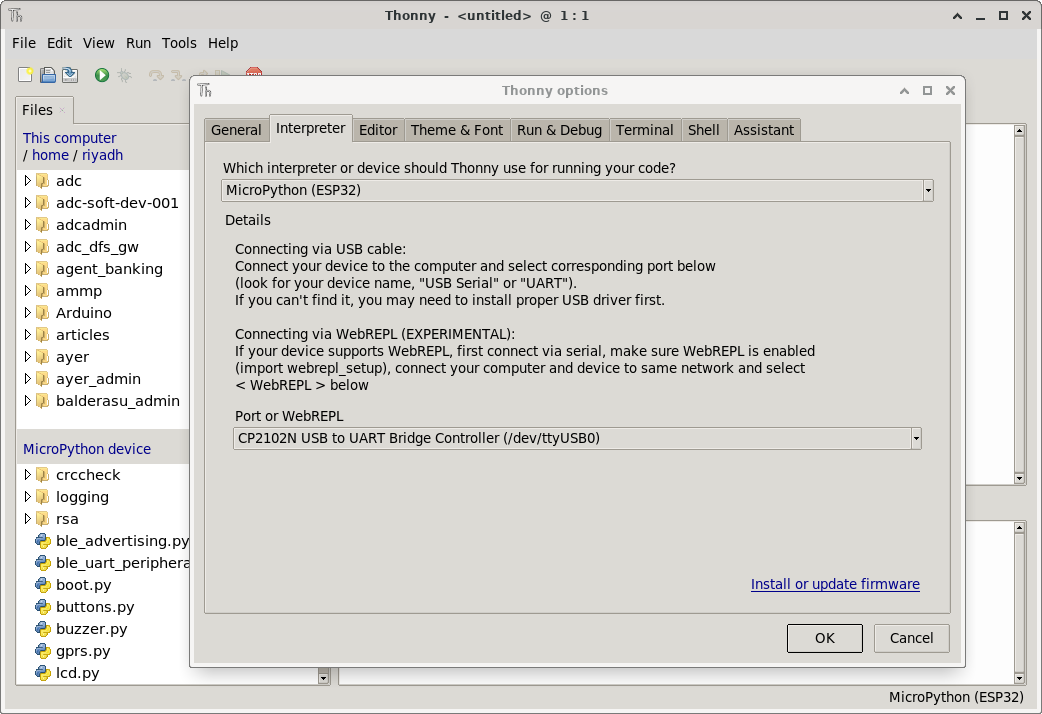 Thonny - <untitled> @ 1 : 1
File Edit View Run Tools Help
Files
This computer
/ home / riyadh
adc
adc-soft-dev-001
adcadmin
adc_dfs_gw
agent_banking
ammp
Arduino
articles
ayer
ayer_admin
balderasu_admin
MicroPython device
crccheck
logging
rsa
ble_advertising.py
ble_uart_periphera
boot.py
buttons.py
buzzer.py
gprs.py
lcd.py
Thonny options
General Interpreter Editor Theme & Font Run & Debug Terminal Shell Assistant
Which interpreter or device should Thonny use for running your code?
MicroPython (ESP32)
Details
Connecting via USB cable:
Connect your device to the computer and select corresponding port below
(look for your device name, "USB Serial" or "UART").
If you can't find it, you may need to install proper USB driver first.
Connecting via WebREPL (EXPERIMENTAL):
If your device supports WebREPL, first connect via serial, make sure WebREPL is enabled
(import webrepl_setup), connect your computer and device to same network and select
< WebREPL > below
Port or WebREPL
CP2102N USB to UART Bridge Controller (/dev/ttyUSB0)
Install or update firmware
OK Cancel
MicroPython (ESP32)